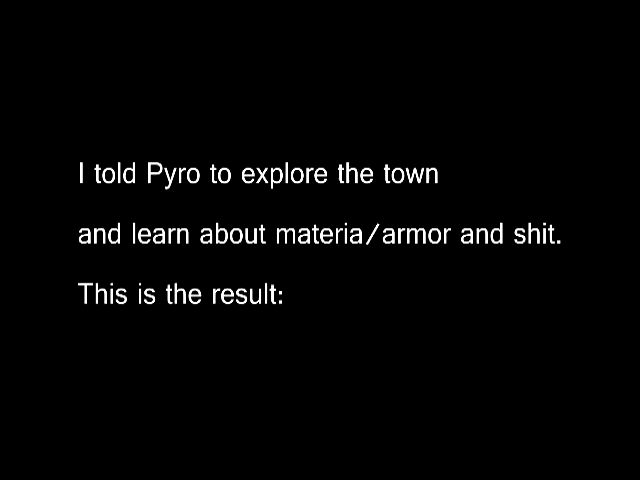 I told Pyro to explore the town
and learn about materia/armor and shit.
This is the result: